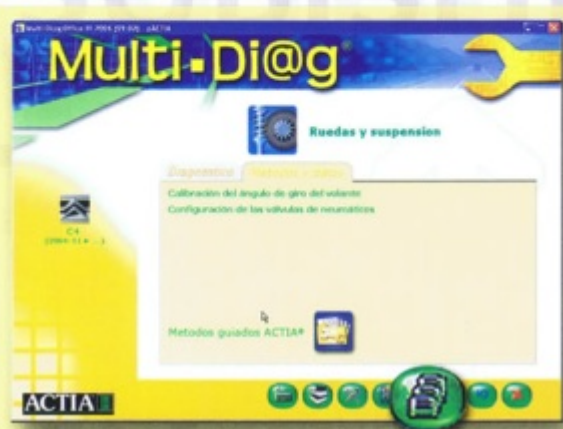 Multi-Di@g
Ruedas y suspension
Diagnóstico
Calibración del ángulo de giro del volante
Configuración de las válvulas de neumáticos
C4
Metodos guiados ACTIA®
ACTIA